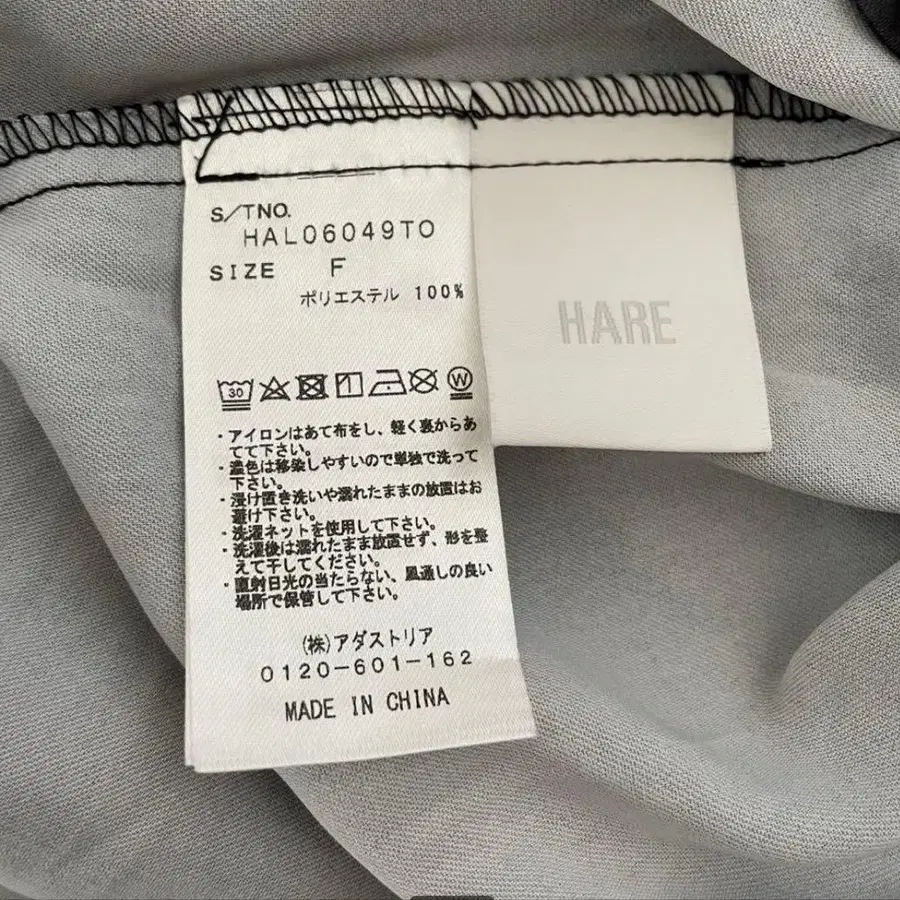 S/TNO.
HAL06049TO
SIZE F
ポリエステル 100%
30
W
・アイロンはあて布をし、軽く裏からあ
てて下さい。
・濃色は移染しやすいので単独で洗って
下さい。
・浸け置き洗いや濡れたままの放置はお
避け下さい。
・洗濯ネットを使用して下さい。
・洗濯後は濡れたまま放置せず、形を整
えて干してください。
・直射日光の当たらない、風通しの良い
場所で保管して下さい。
(株)アダストリア
0120-601-162
MADE IN CHINA
HARE